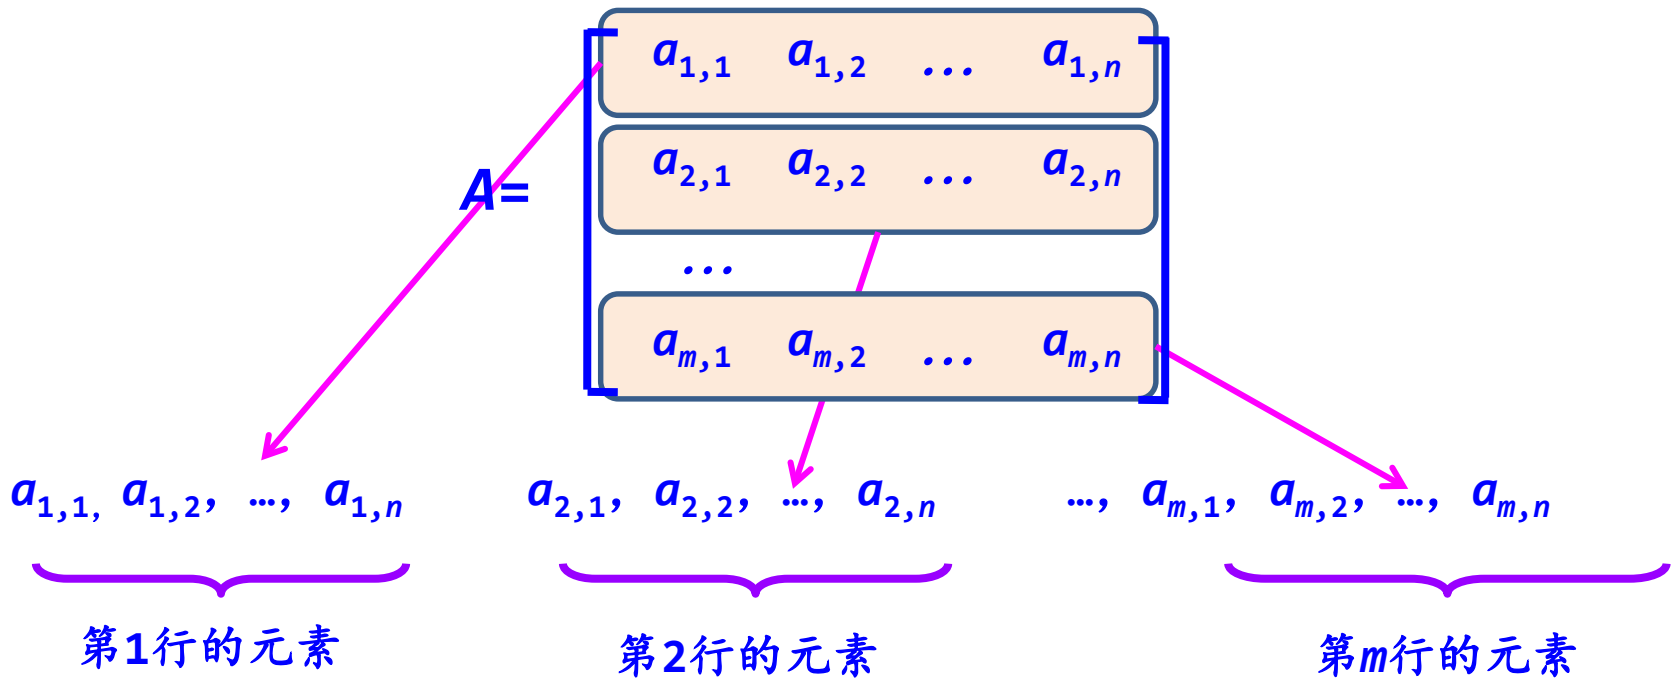 a1,1 a1,2 ... a1,n
a2,1 a2,2 ... a2,n
A=
...
am,1 am,2 ... am,n
a1,1, a1,2, …, a1,n a2,1, a2,2, …, a2,n …, am,1, am,2, …, am,n
第1行的元素 第2行的元素 第m行的元素